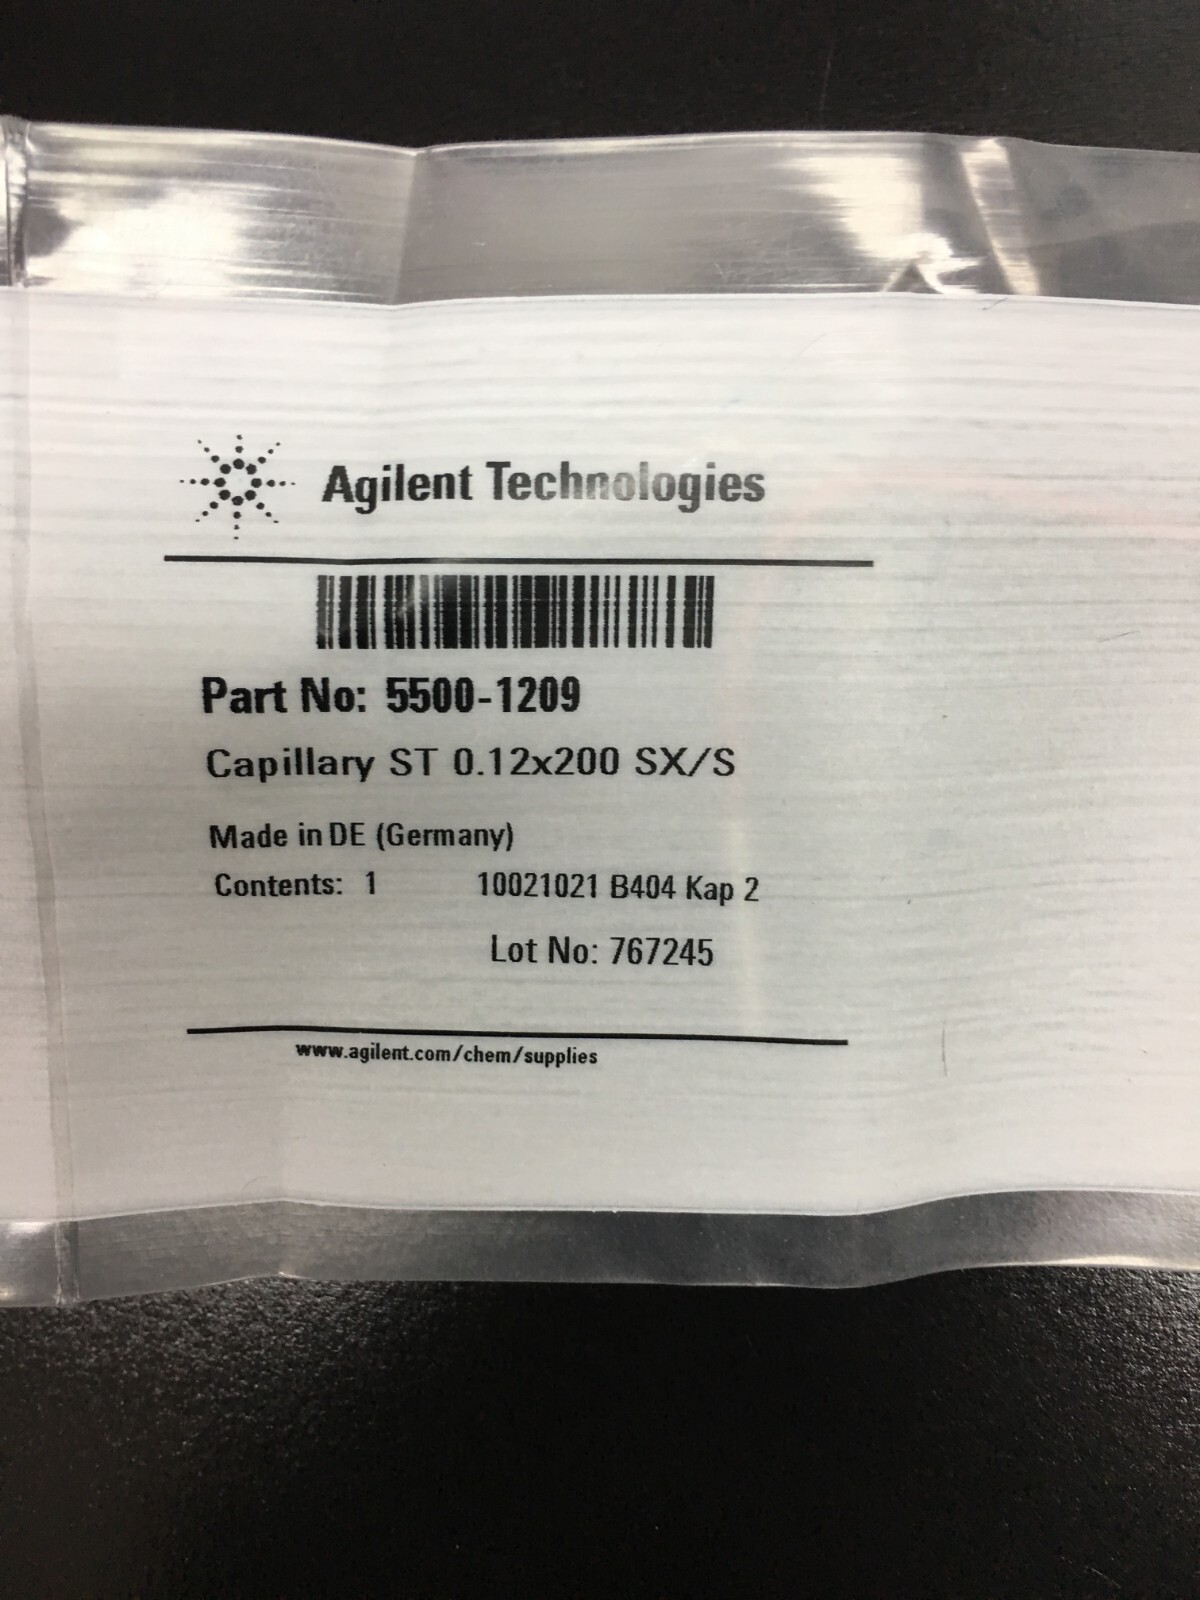 Agilent Technologies
Part No: 5500-1209
Capillary ST 0.12x200 SX/S
Made in DE (Germany)
Contents: 1 10021021 B404 Kap 2
Lot No: 767245
www.agilent.com/chem/supplies